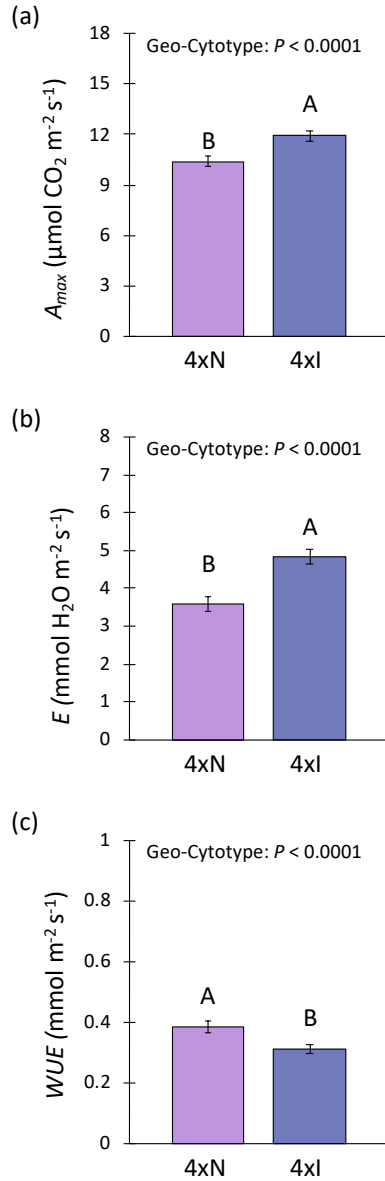 (a)
Geo-Cytotype: P < 0.0001
18
15
12
9
6
3
0
A_max (µmol CO₂ m⁻² s⁻¹)
B
A
4xN
4xI
(b)
Geo-Cytotype: P < 0.0001
8
7
6
5
4
3
2
1
0
E (mmol H₂O m⁻² s⁻¹)
B
A
4xN
4xI
(c)
Geo-Cytotype: P < 0.0001
1
0.8
0.6
0.4
0.2
0
WUE (mmol m⁻² s⁻¹)
A
B
4xN
4xI